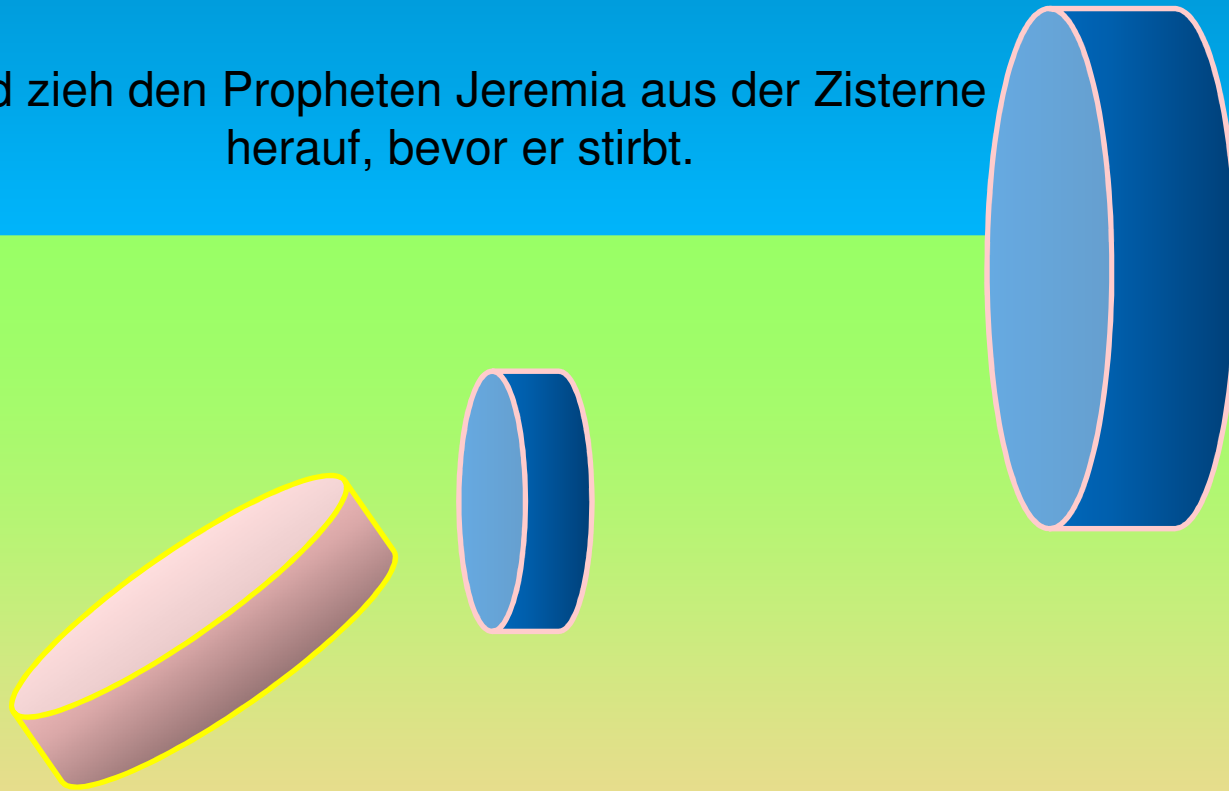 zieh den Propheten Jeremia aus der Zisterne
herauf, bevor er stirbt.